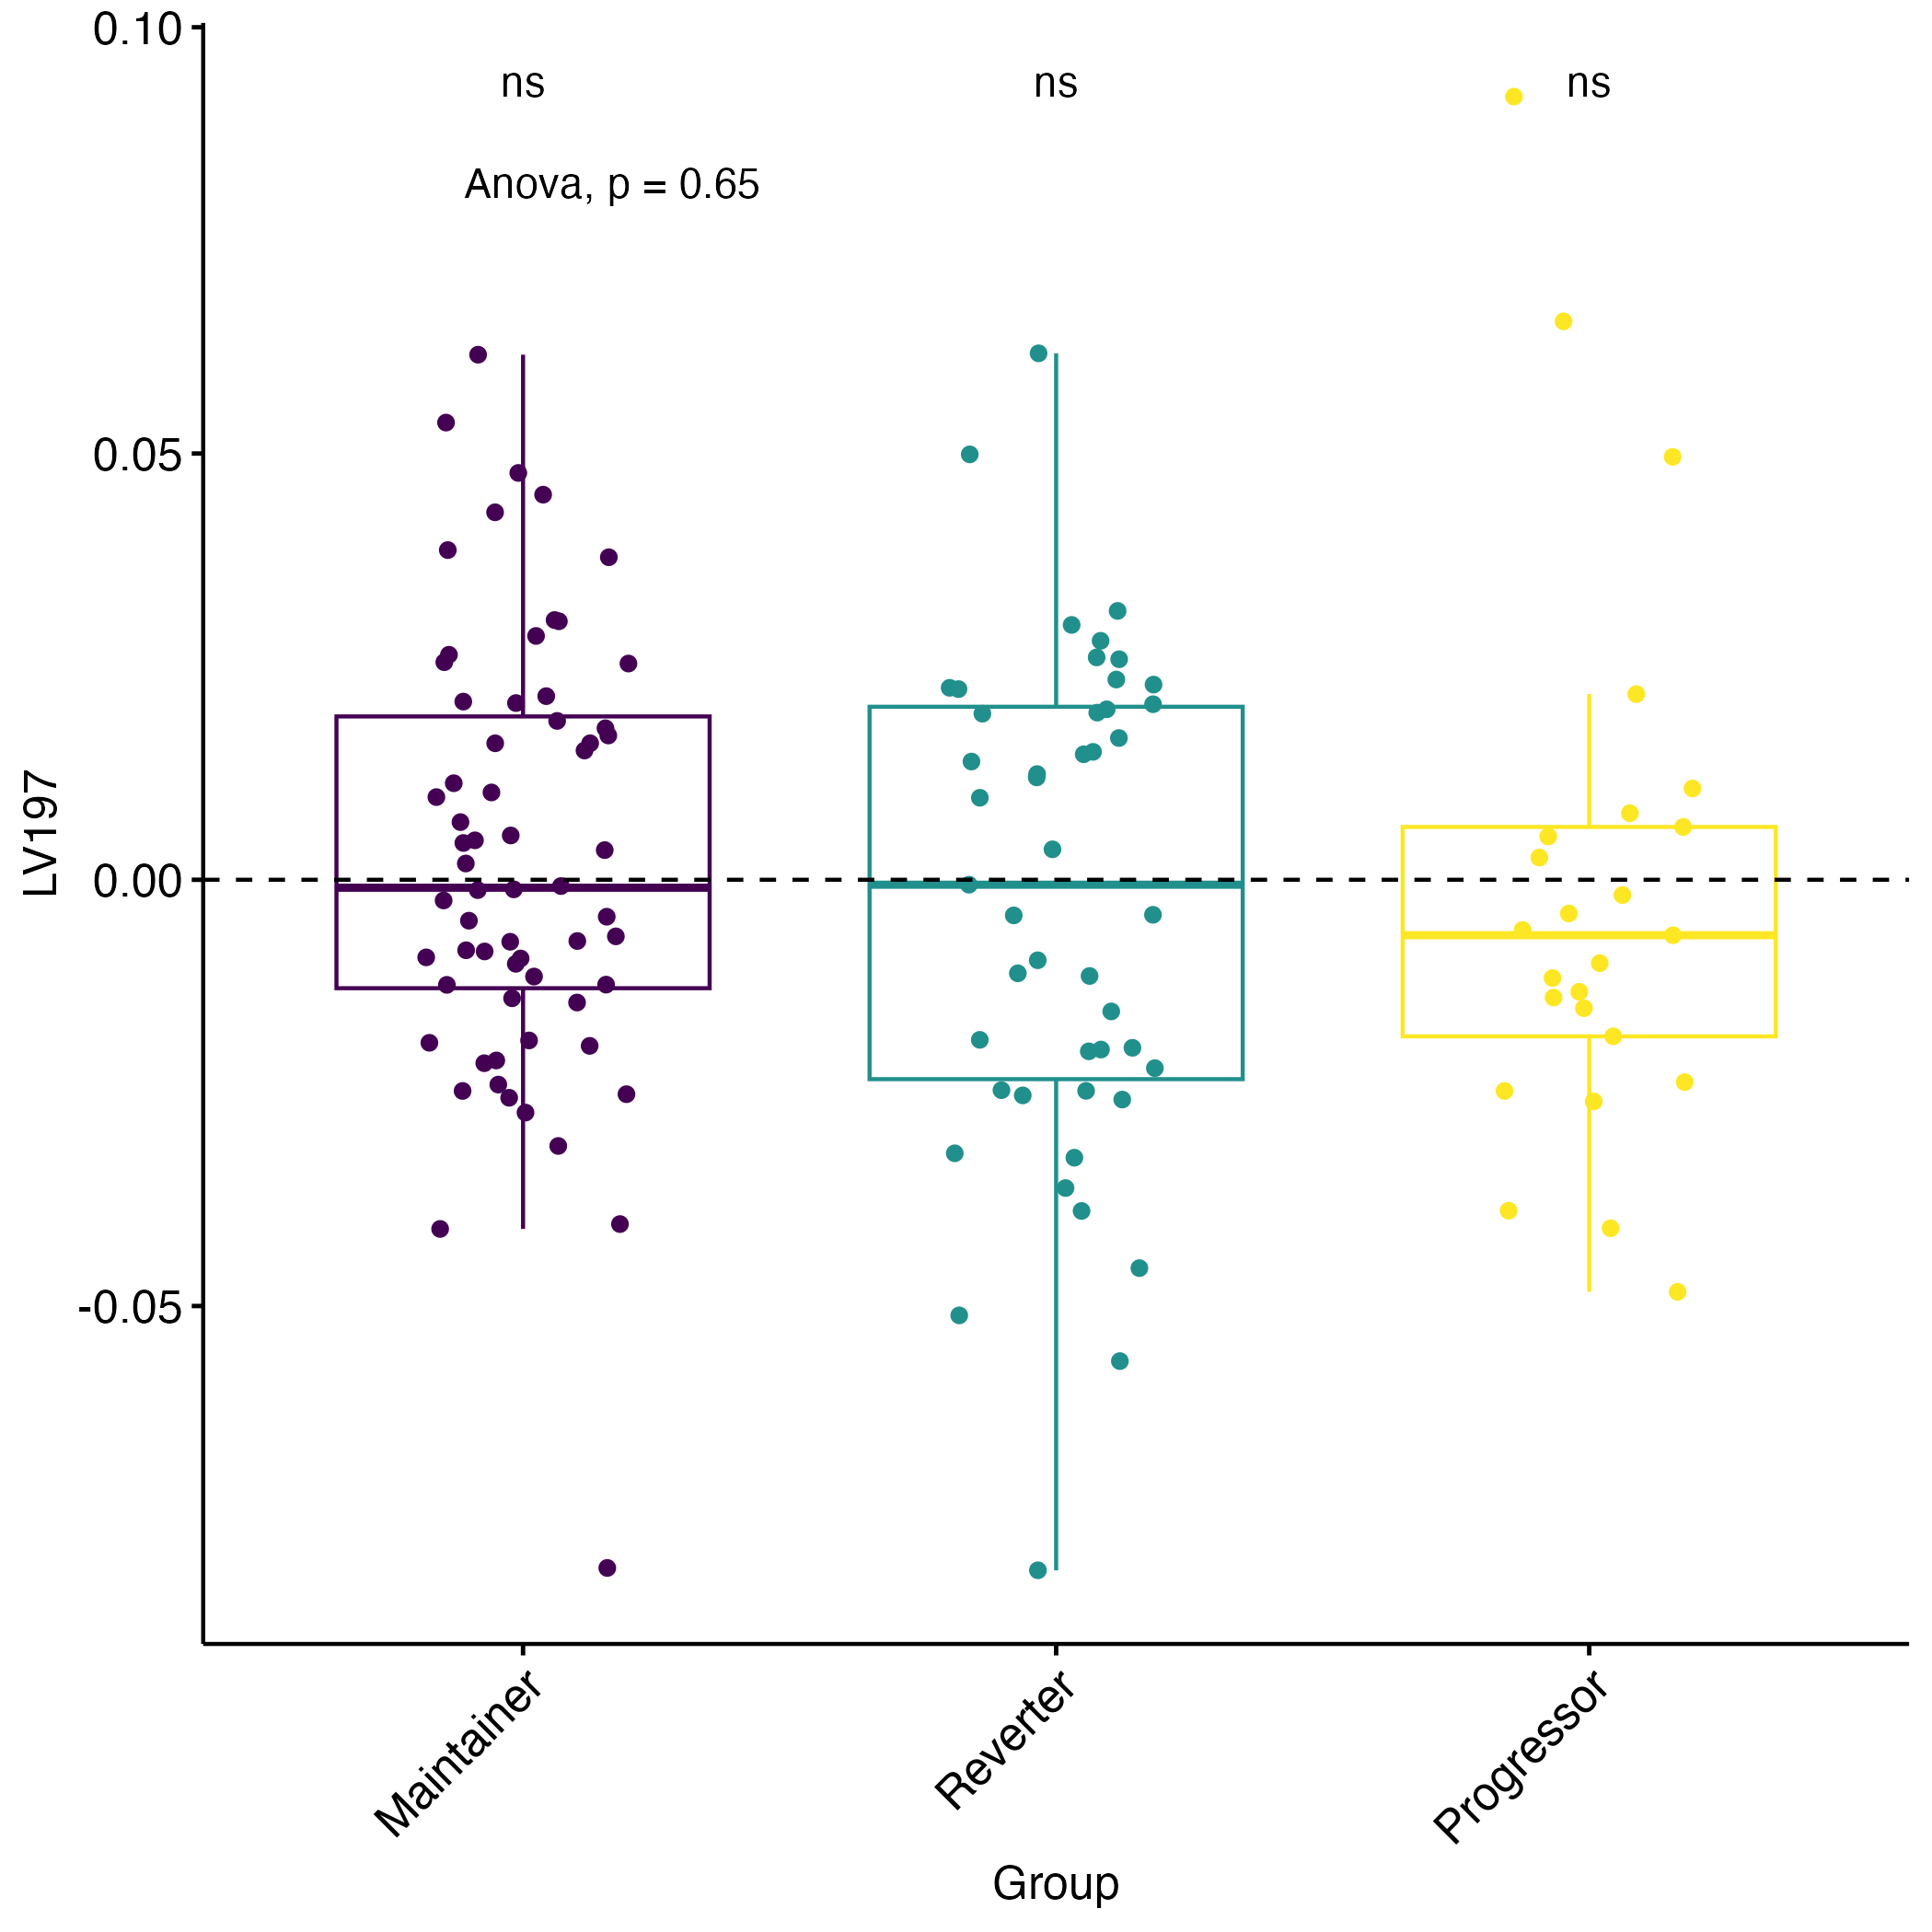 0.10
ns ns ns
Anova, p = 0.65
0.05
LV197
0.00
-0.05
Maintainer Reverter Progressor
Group